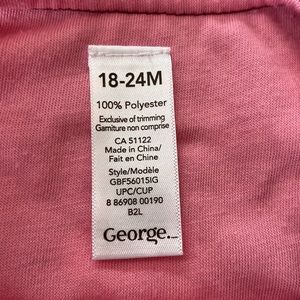 18-24M
100% Polyester
Exclusive of trimming
Garniture non comprise
CA 51122
Made in China/
Fait en Chine
Style/Modèle
GBF56015IG
UPC/CUP
8 86908 00190
B2L
George._